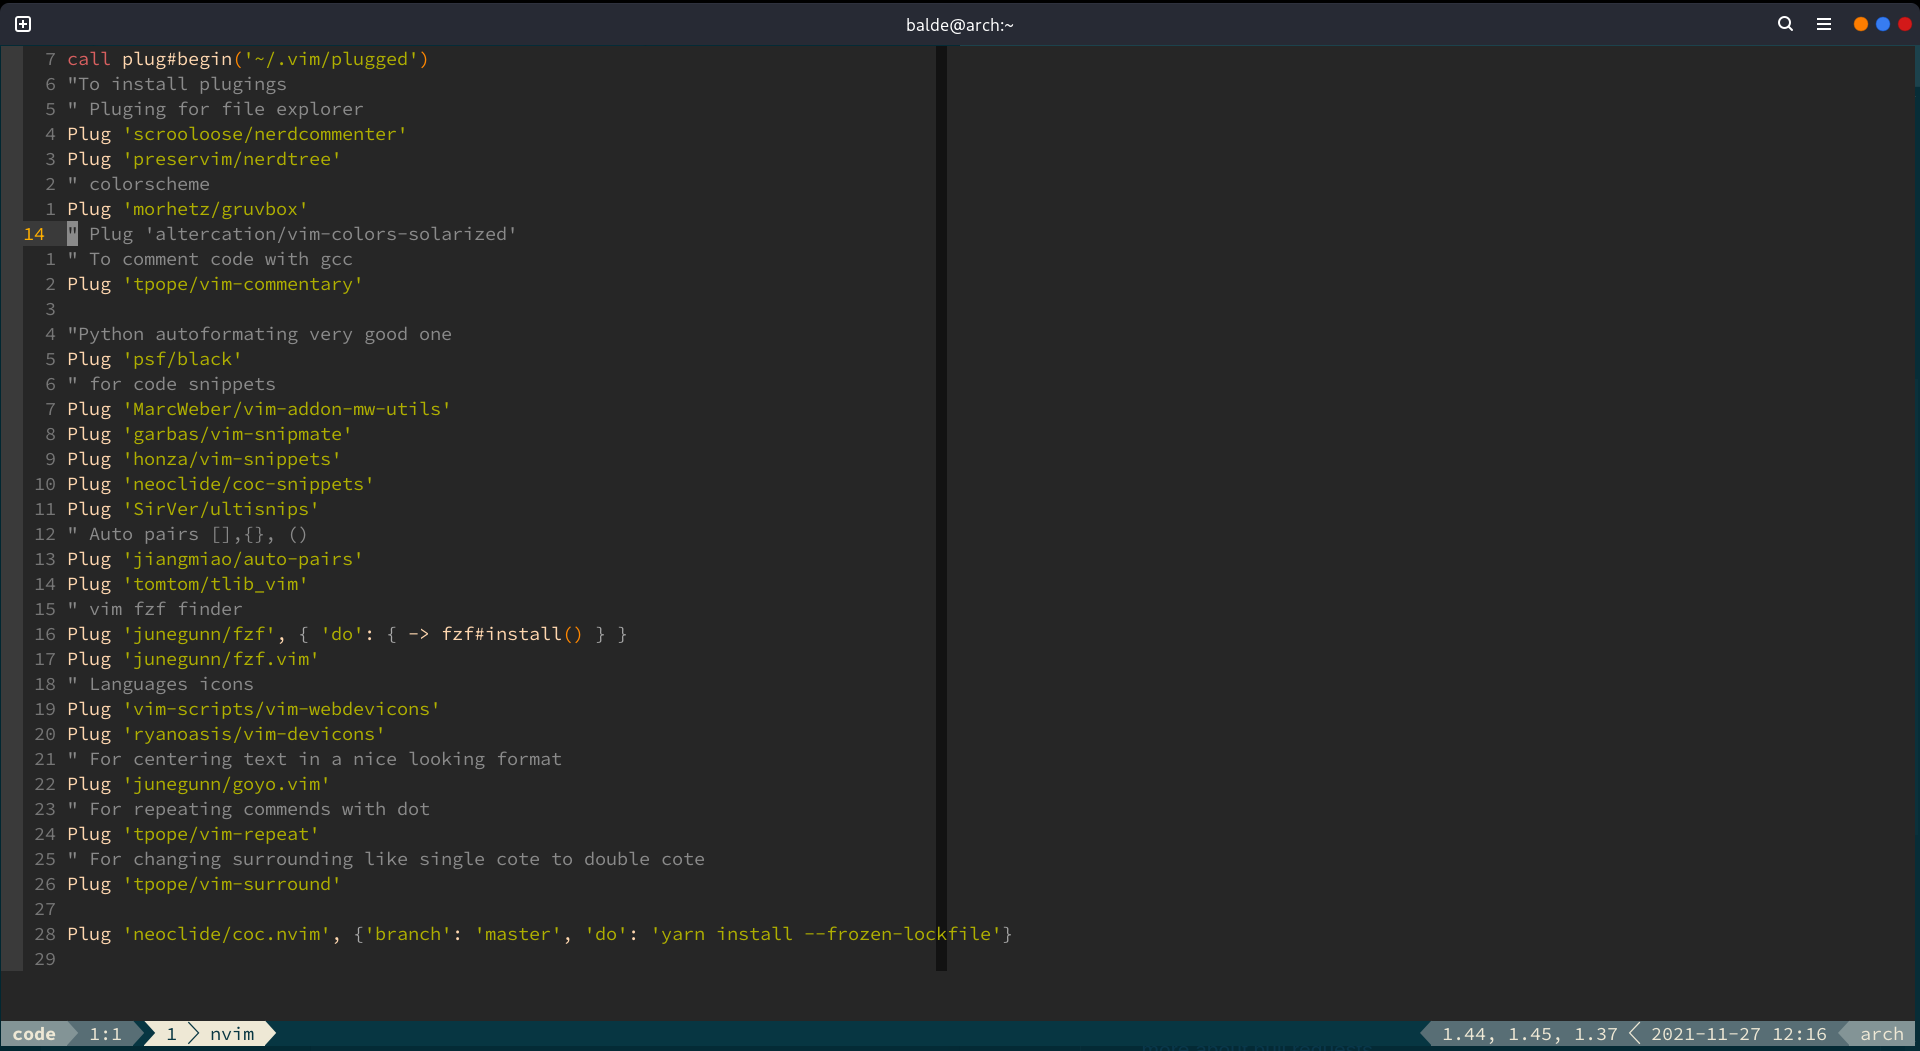 balde@arch:~
7 call plug#begin('~/.vim/plugged')
6 "To install plugings
5 " Pluging for file explorer
4 Plug 'scrooloose/nerdcommenter'
3 Plug 'preservim/nerdtree'
2 " colorscheme
1 Plug 'morhetz/gruvbox'
14 " Plug 'altercation/vim-colors-solarized'
1 " To comment code with gcc
2 Plug 'tpope/vim-commentary'
3
4 "Python autoformating very good one
5 Plug 'psf/black'
6 " for code snippets
7 Plug 'MarcWeber/vim-addon-mw-utils'
8 Plug 'garbas/vim-snipmate'
9 Plug 'honza/vim-snippets'
10 Plug 'neoclide/coc-snippets'
11 Plug 'SirVer/ultisnips'
12 " Auto pairs [],{}, ()
13 Plug 'jiangmiao/auto-pairs'
14 Plug 'tomtom/tlib_vim'
15 " vim fzf finder
16 Plug 'junegunn/fzf', { 'do': { -> fzf#install() } }
17 Plug 'junegunn/fzf.vim'
18 " Languages icons
19 Plug 'vim-scripts/vim-webdevicons'
20 Plug 'ryanoasis/vim-devicons'
21 " For centering text in a nice looking format
22 Plug 'junegunn/goyo.vim'
23 " For repeating commends with dot
24 Plug 'tpope/vim-repeat'
25 " For changing surrounding like single cote to double cote
26 Plug 'tpope/vim-surround'
27
28 Plug 'neoclide/coc.nvim', {'branch': 'master', 'do': 'yarn install --frozen-lockfile'}
29
code 1:1 1 nvim 1.44, 1.45, 1.37 2021-11-27 12:16 arch